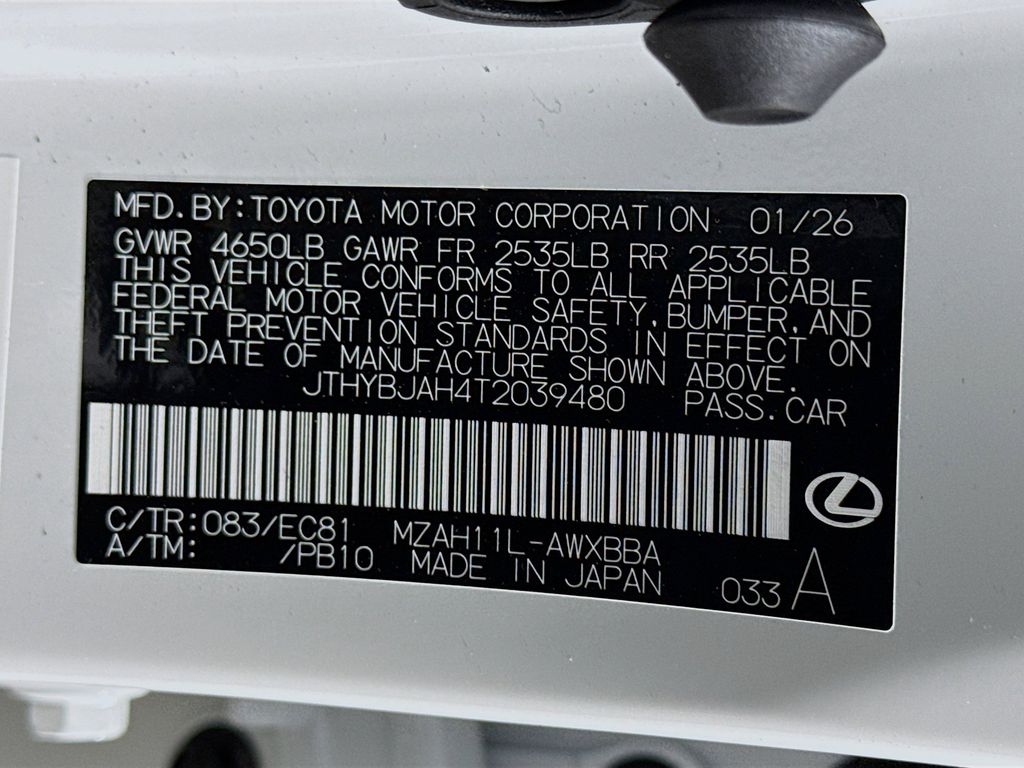 MFD.BY:TOYOTA MOTOR CORPORATION 01/26
GVWR 4650LB GAWR FR 2535LB RR 2535LB
THIS VEHICLE CONFORMS TO ALL APPLICABLE
FEDERAL MOTOR VEHICLE SAFETY,BUMPER,AND
THEFT PREVENTION STANDARDS IN EFFECT ON
THE DATE OF MANUFACTURE SHOWN ABOVE.
JTHYBJAH4T2039480 PASS.CAR
C/TR:083/EC81 MZAH11L-AWXBBA
A/TM: /PB10 MADE IN JAPAN 033 A